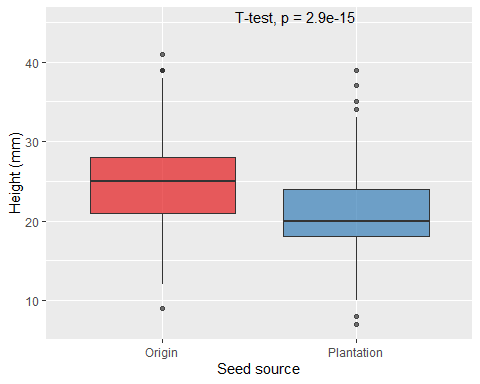 T-test, p = 2.9e-15
40
30
20
10
Height (mm)
Origin
Plantation
Seed source